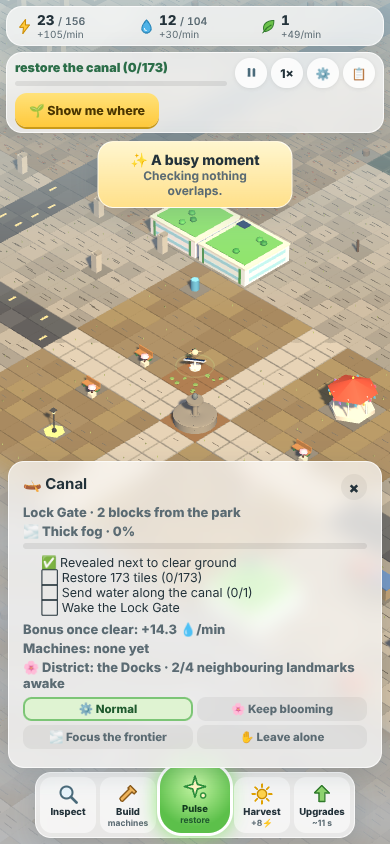 23 / 156
+105/min
12 / 104
+30/min
1
+49/min
restore the canal (0/173)
1×
Show me where
A busy moment
Checking nothing
overlaps.
Canal
Lock Gate · 2 blocks from the park
Thick fog · 0%
Revealed next to clear ground
Restore 173 tiles (0/173)
Send water along the canal (0/1)
Wake the Lock Gate
Bonus once clear: +14.3 💧/min
Machines: none yet
District: the Docks · 2/4 neighbouring landmarks
awake
Normal
Keep blooming
Focus the frontier
Leave alone
Inspect
Build
machines
Pulse
restore
Harvest
+8⚡
Upgrades
~11 s